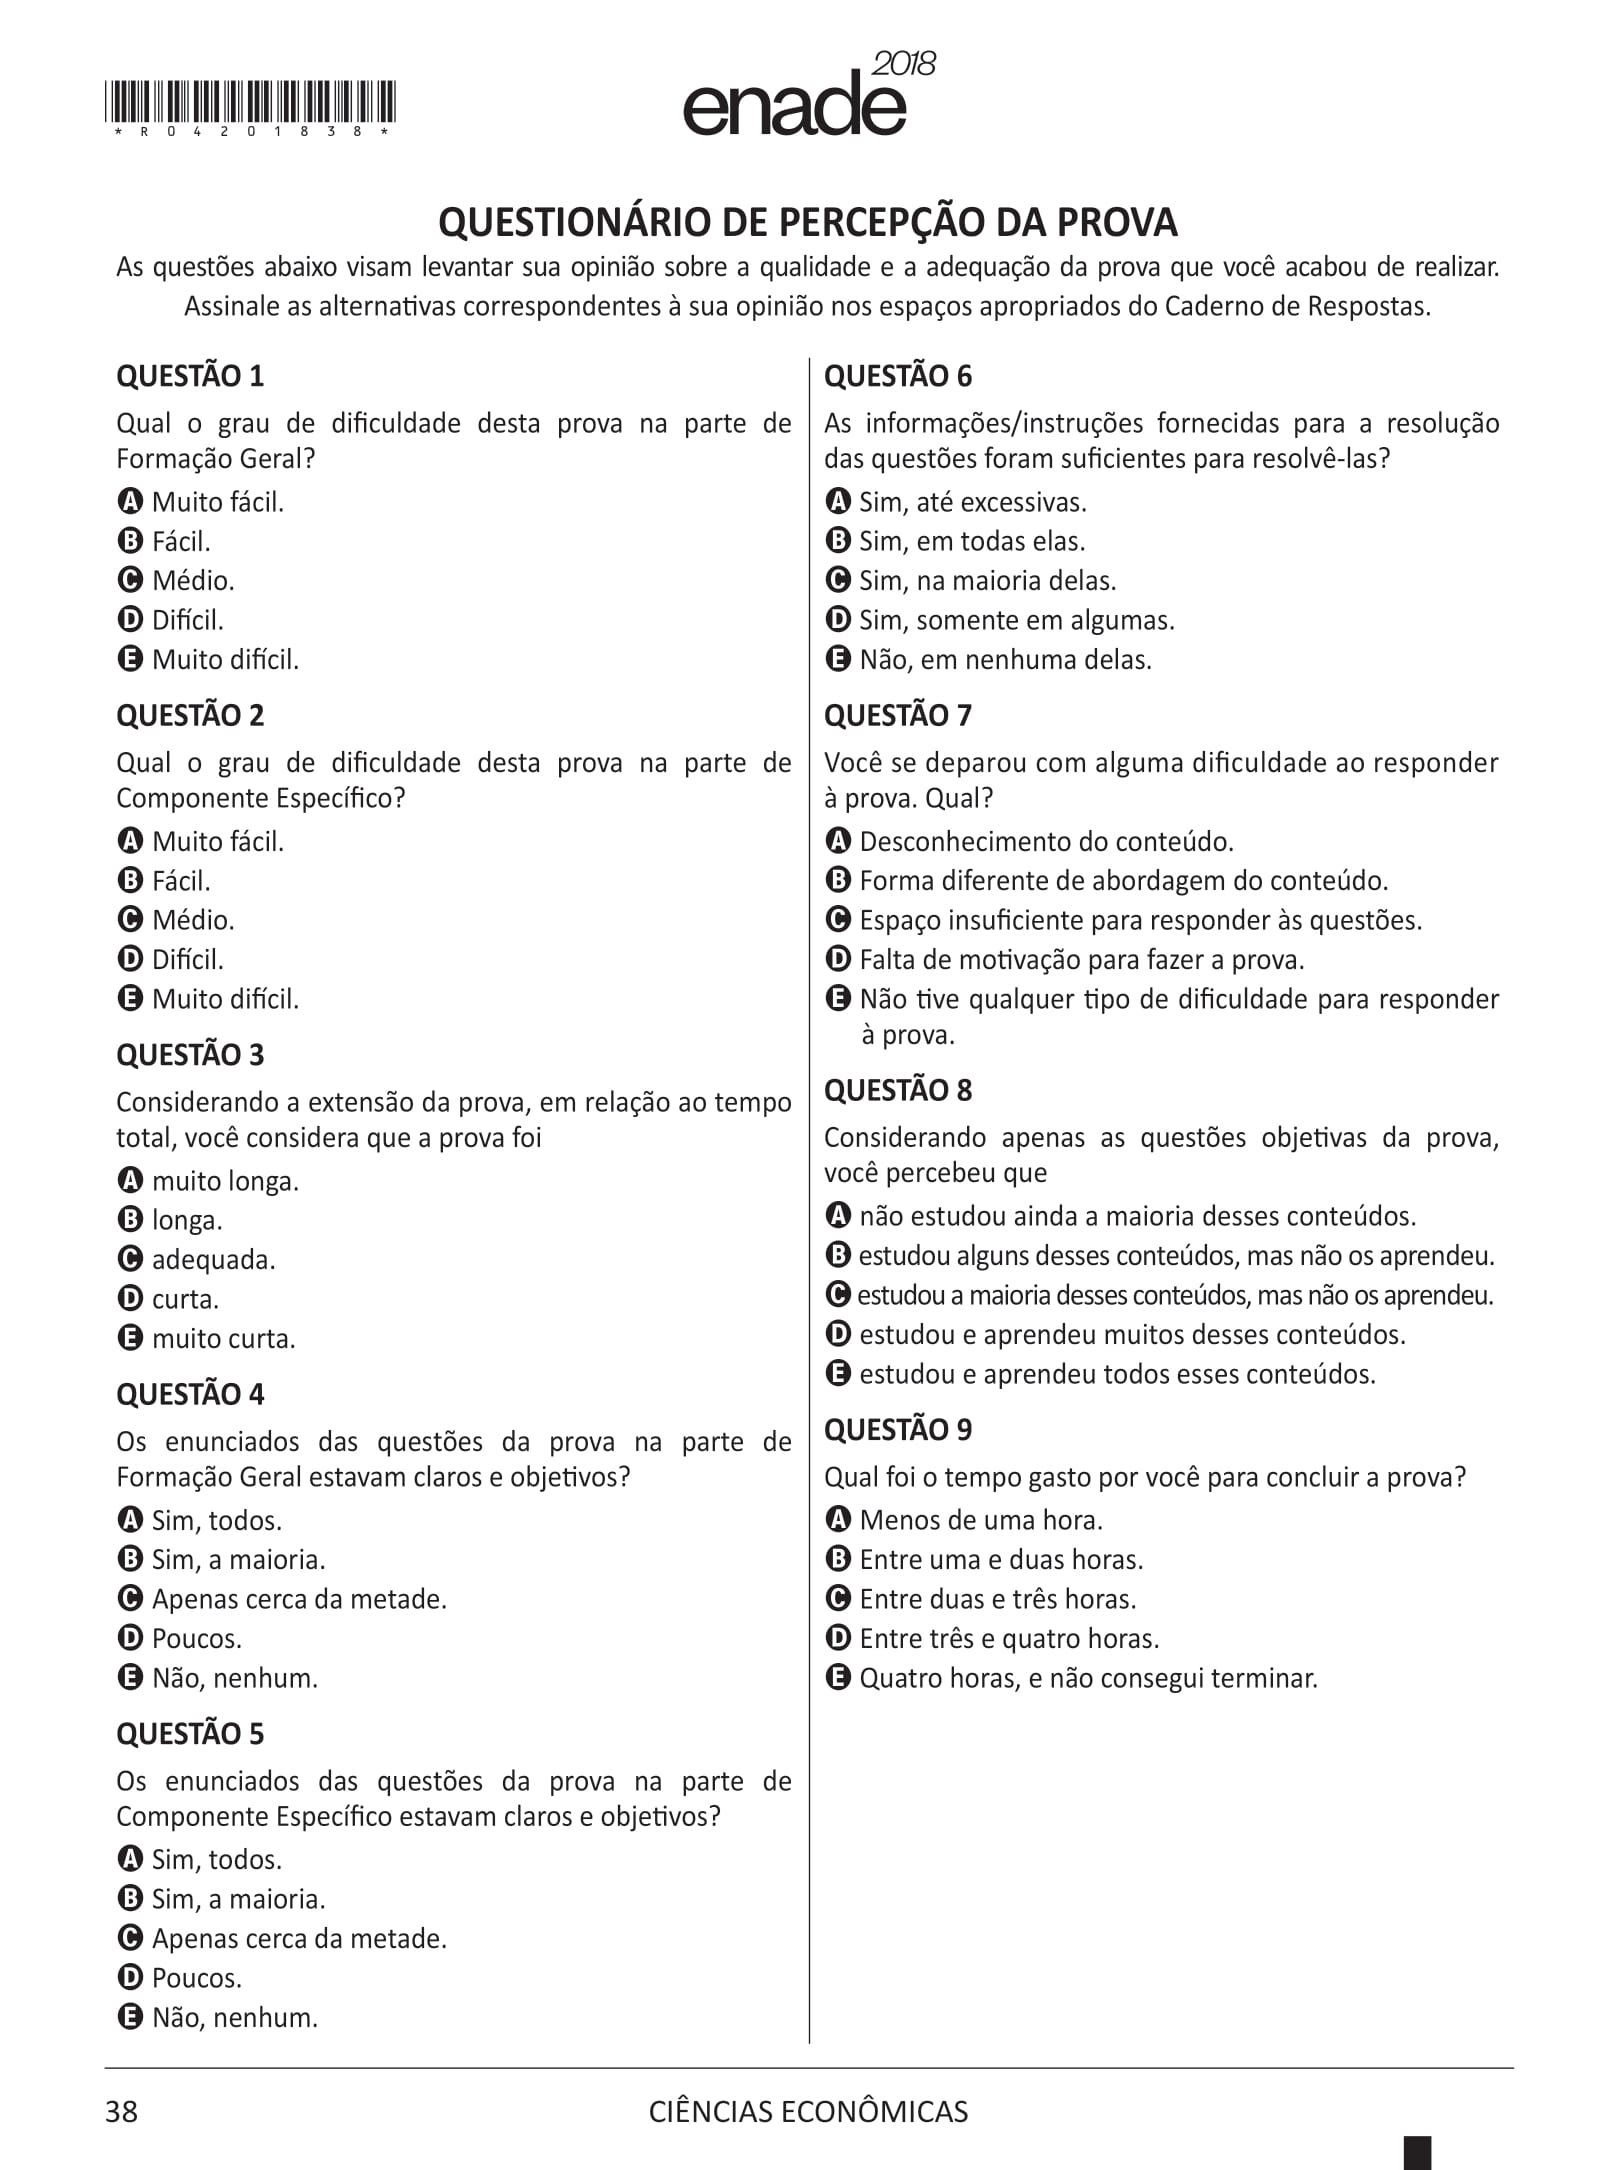 *R04201838*
enade2018
QUESTIONÁRIO DE PERCEPÇÃO DA PROVA
As questões abaixo visam levantar sua opinião sobre a qualidade e a adequação da prova que você acabou de realizar.
Assinale as alternativas correspondentes à sua opinião nos espaços apropriados do Caderno de Respostas.
QUESTÃO 1
Qual o grau de dificuldade desta prova na parte de
Formação Geral?
A Muito fácil.
B Fácil.
C Médio.
D Difícil.
E Muito difícil.
QUESTÃO 2
Qual o grau de dificuldade desta prova na parte de
Componente Específico?
A Muito fácil.
B Fácil.
C Médio.
D Difícil.
E Muito difícil.
QUESTÃO 3
Considerando a extensão da prova, em relação ao tempo
total, você considera que a prova foi
A muito longa.
B longa.
C adequada.
D curta.
E muito curta.
QUESTÃO 4
Os enunciados das questões da prova na parte de
Formação Geral estavam claros e objetivos?
A Sim, todos.
B Sim, a maioria.
C Apenas cerca da metade.
D Poucos.
E Não, nenhum.
QUESTÃO 5
Os enunciados das questões da prova na parte de
Componente Específico estavam claros e objetivos?
A Sim, todos.
B Sim, a maioria.
C Apenas cerca da metade.
D Poucos.
E Não, nenhum.
QUESTÃO 6
As informações/instruções fornecidas para a resolução
das questões foram suficientes para resolvê-las?
A Sim, até excessivas.
B Sim, em todas elas.
C Sim, na maioria delas.
D Sim, somente em algumas.
E Não, em nenhuma delas.
QUESTÃO 7
Você se deparou com alguma dificuldade ao responder
à prova. Qual?
A Desconhecimento do conteúdo.
B Forma diferente de abordagem do conteúdo.
C Espaço insuficiente para responder às questões.
D Falta de motivação para fazer a prova.
E Não tive qualquer tipo de dificuldade para responder
à prova.
QUESTÃO 8
Considerando apenas as questões objetivas da prova,
você percebeu que
A não estudou ainda a maioria desses conteúdos.
B estudou alguns desses conteúdos, mas não os aprendeu.
C estudou a maioria desses conteúdos, mas não os aprendeu.
D estudou e aprendeu muitos desses conteúdos.
E estudou e aprendeu todos esses conteúdos.
QUESTÃO 9
Qual foi o tempo gasto por você para concluir a prova?
A Menos de uma hora.
B Entre uma e duas horas.
C Entre duas e três horas.
D Entre três e quatro horas.
E Quatro horas, e não consegui terminar.
38
CIÊNCIAS ECONÔMICAS